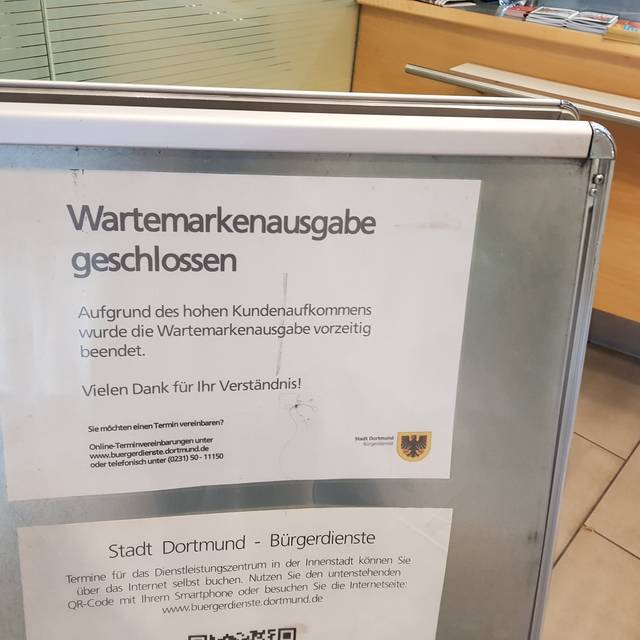 Wartemarkenausgabe
geschlossen
Aufgrund des hohen Kundenaufkommens
wurde die Wartemarkenausgabe vorzeitig
beendet.
Vielen Dank für Ihr Verständnis!
Sie möchten einen Termin vereinbaren?
Online-Terminvereinbarungen unter
www.buergerdienste.dortmund.de
oder telefonisch unter (0231) 50 - 11150
Stadt Dortmund
Bürgerdienste
Stadt Dortmund - Bürgerdienste
Termine für das Dienstleistungszentrum in der Innenstadt können Sie
über das Internet selbst buchen. Nutzen Sie den untenstehenden
QR-Code mit Ihrem Smartphone oder besuchen Sie die Internetseite:
www.buergerdienste.dortmund.de